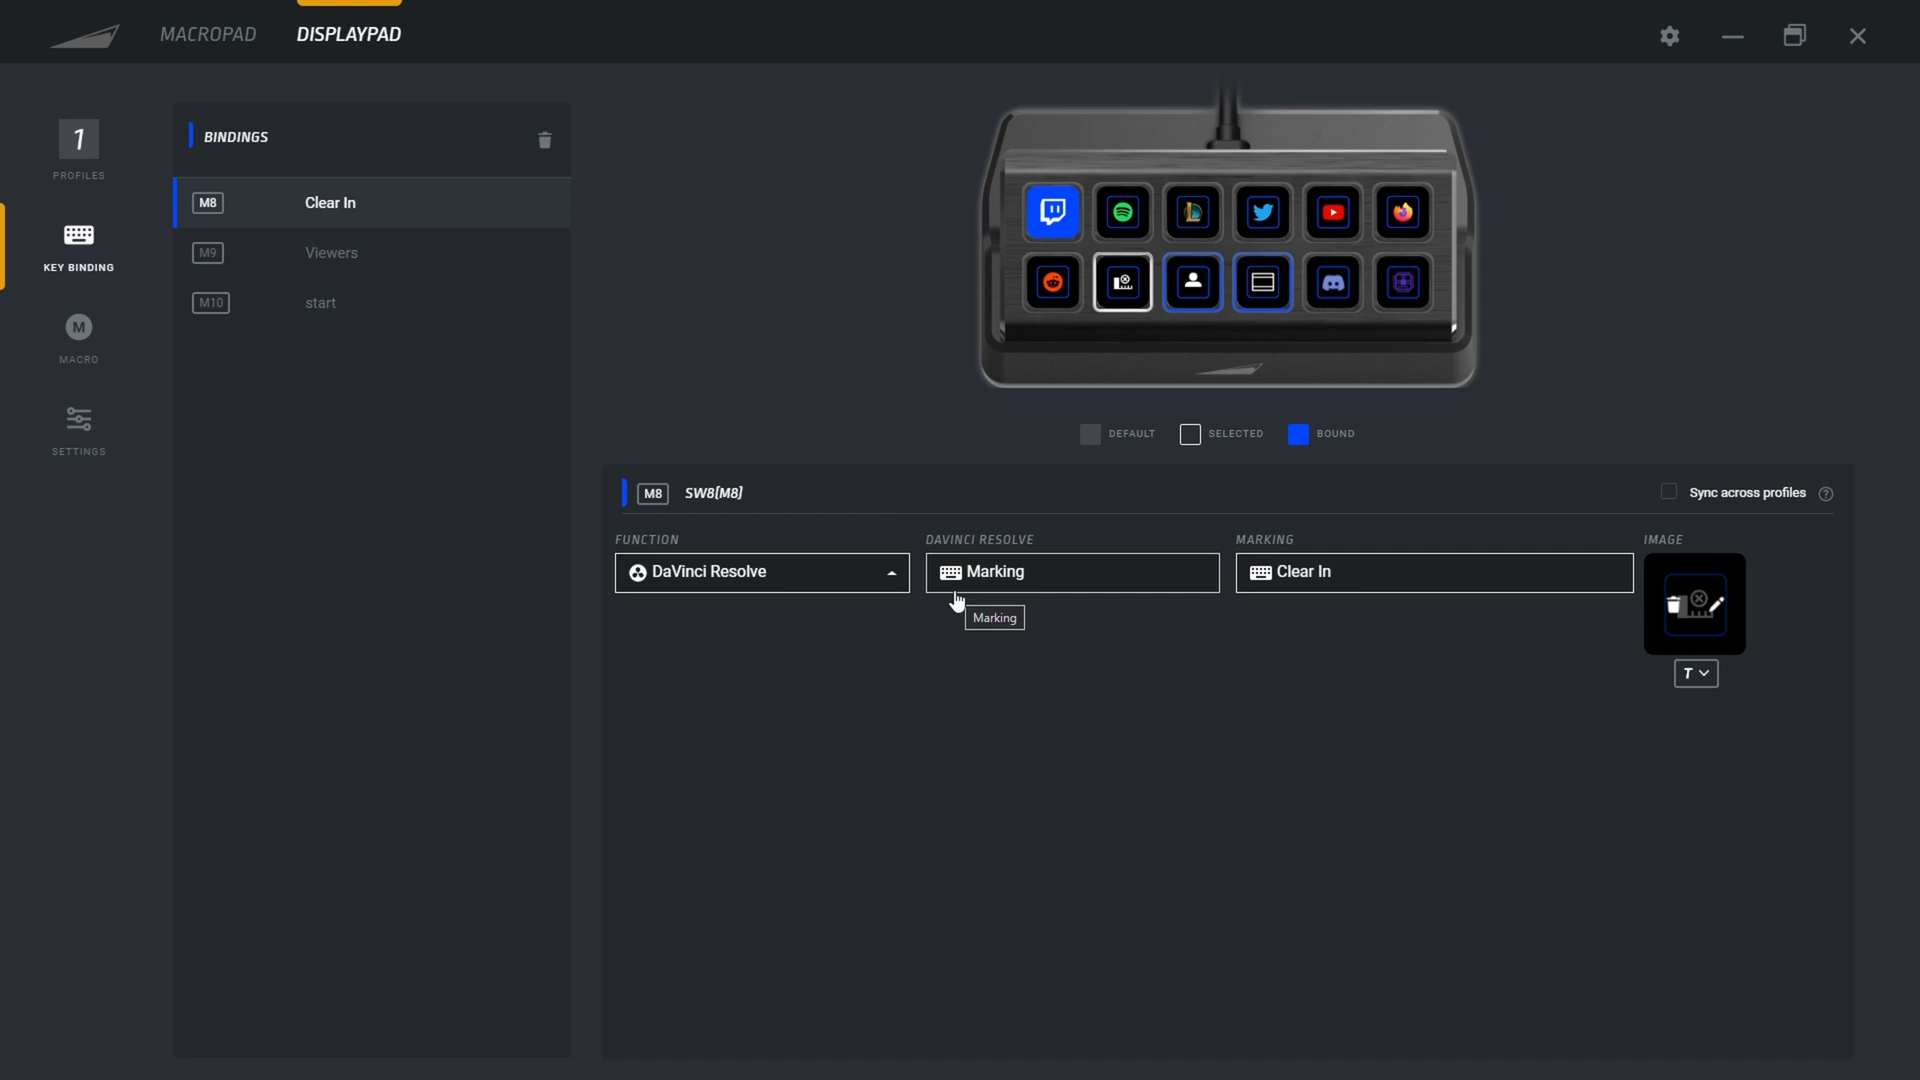 MACROPAD DISPLAYPAD
1
PROFILES
KEY BINDING
M
MACRO
SETTINGS
BINDINGS
M8 Clear In
M9 Viewers
M10 start
DEFAULT SELECTED BOUND
M8 SW8(M8)
Sync across profiles ?
FUNCTION DAVINCI RESOLVE MARKING IMAGE
DaVinci Resolve Marking Clear In
Marking
T